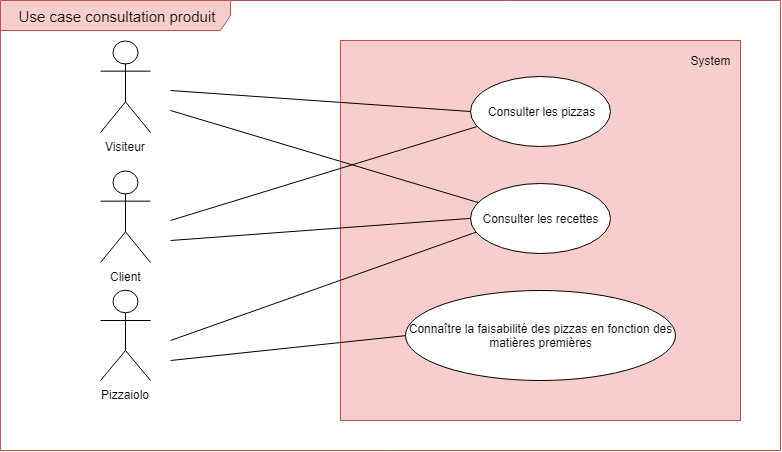 Use case consultation produit
System
Visiteur
Consulter les pizzas
Client
Consulter les recettes
Pizzaiolo
Connaître la faisabilité des pizzas en fonction des
matières premières